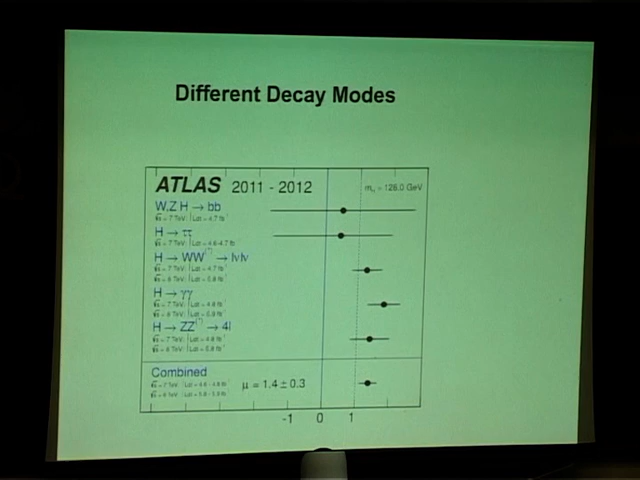 Different Decay Modes
ATLAS 2011 - 2012
m_H = 126.0 GeV
W,Z H → bb
√s = 7 TeV: ∫Ldt = 4.7 fb⁻¹
H → ττ
√s = 7 TeV: ∫Ldt = 4.6-4.7 fb⁻¹
H → WW⁽*⁾ → lνlν
√s = 7 TeV: ∫Ldt = 4.7 fb⁻¹
√s = 8 TeV: ∫Ldt = 5.8 fb⁻¹
H → γγ
√s = 7 TeV: ∫Ldt = 4.8 fb⁻¹
√s = 8 TeV: ∫Ldt = 5.9 fb⁻¹
H → ZZ⁽*⁾ → 4l
√s = 7 TeV: ∫Ldt = 4.8 fb⁻¹
√s = 8 TeV: ∫Ldt = 5.8 fb⁻¹
Combined
√s = 7 TeV: ∫Ldt = 4.6 - 4.8 fb⁻¹
√s = 8 TeV: ∫Ldt = 5.8 - 5.9 fb⁻¹
μ = 1.4 ± 0.3
-1 0 1